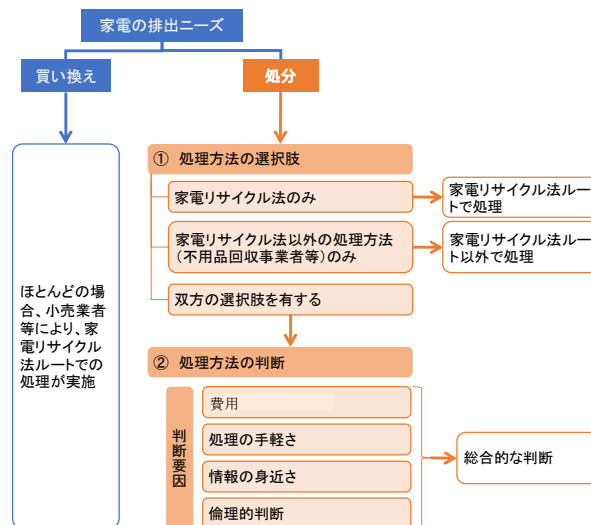 家電の排出ニーズ
買い換え
処分
ほとんどの場
合、小売業者
等により、家
電リサイクル
法ルートでの
処理が実施
① 処理方法の選択肢
家電リサイクル法のみ
家電リサイクル法ルー
トで処理
家電リサイクル法以外の処理方法
(不用品回収事業者等)のみ
家電リサイクル法ルー
ト以外で処理
双方の選択肢を有する
② 処理方法の判断
判断要因
費用
処理の手軽さ
情報の身近さ
倫理的判断
総合的な判断